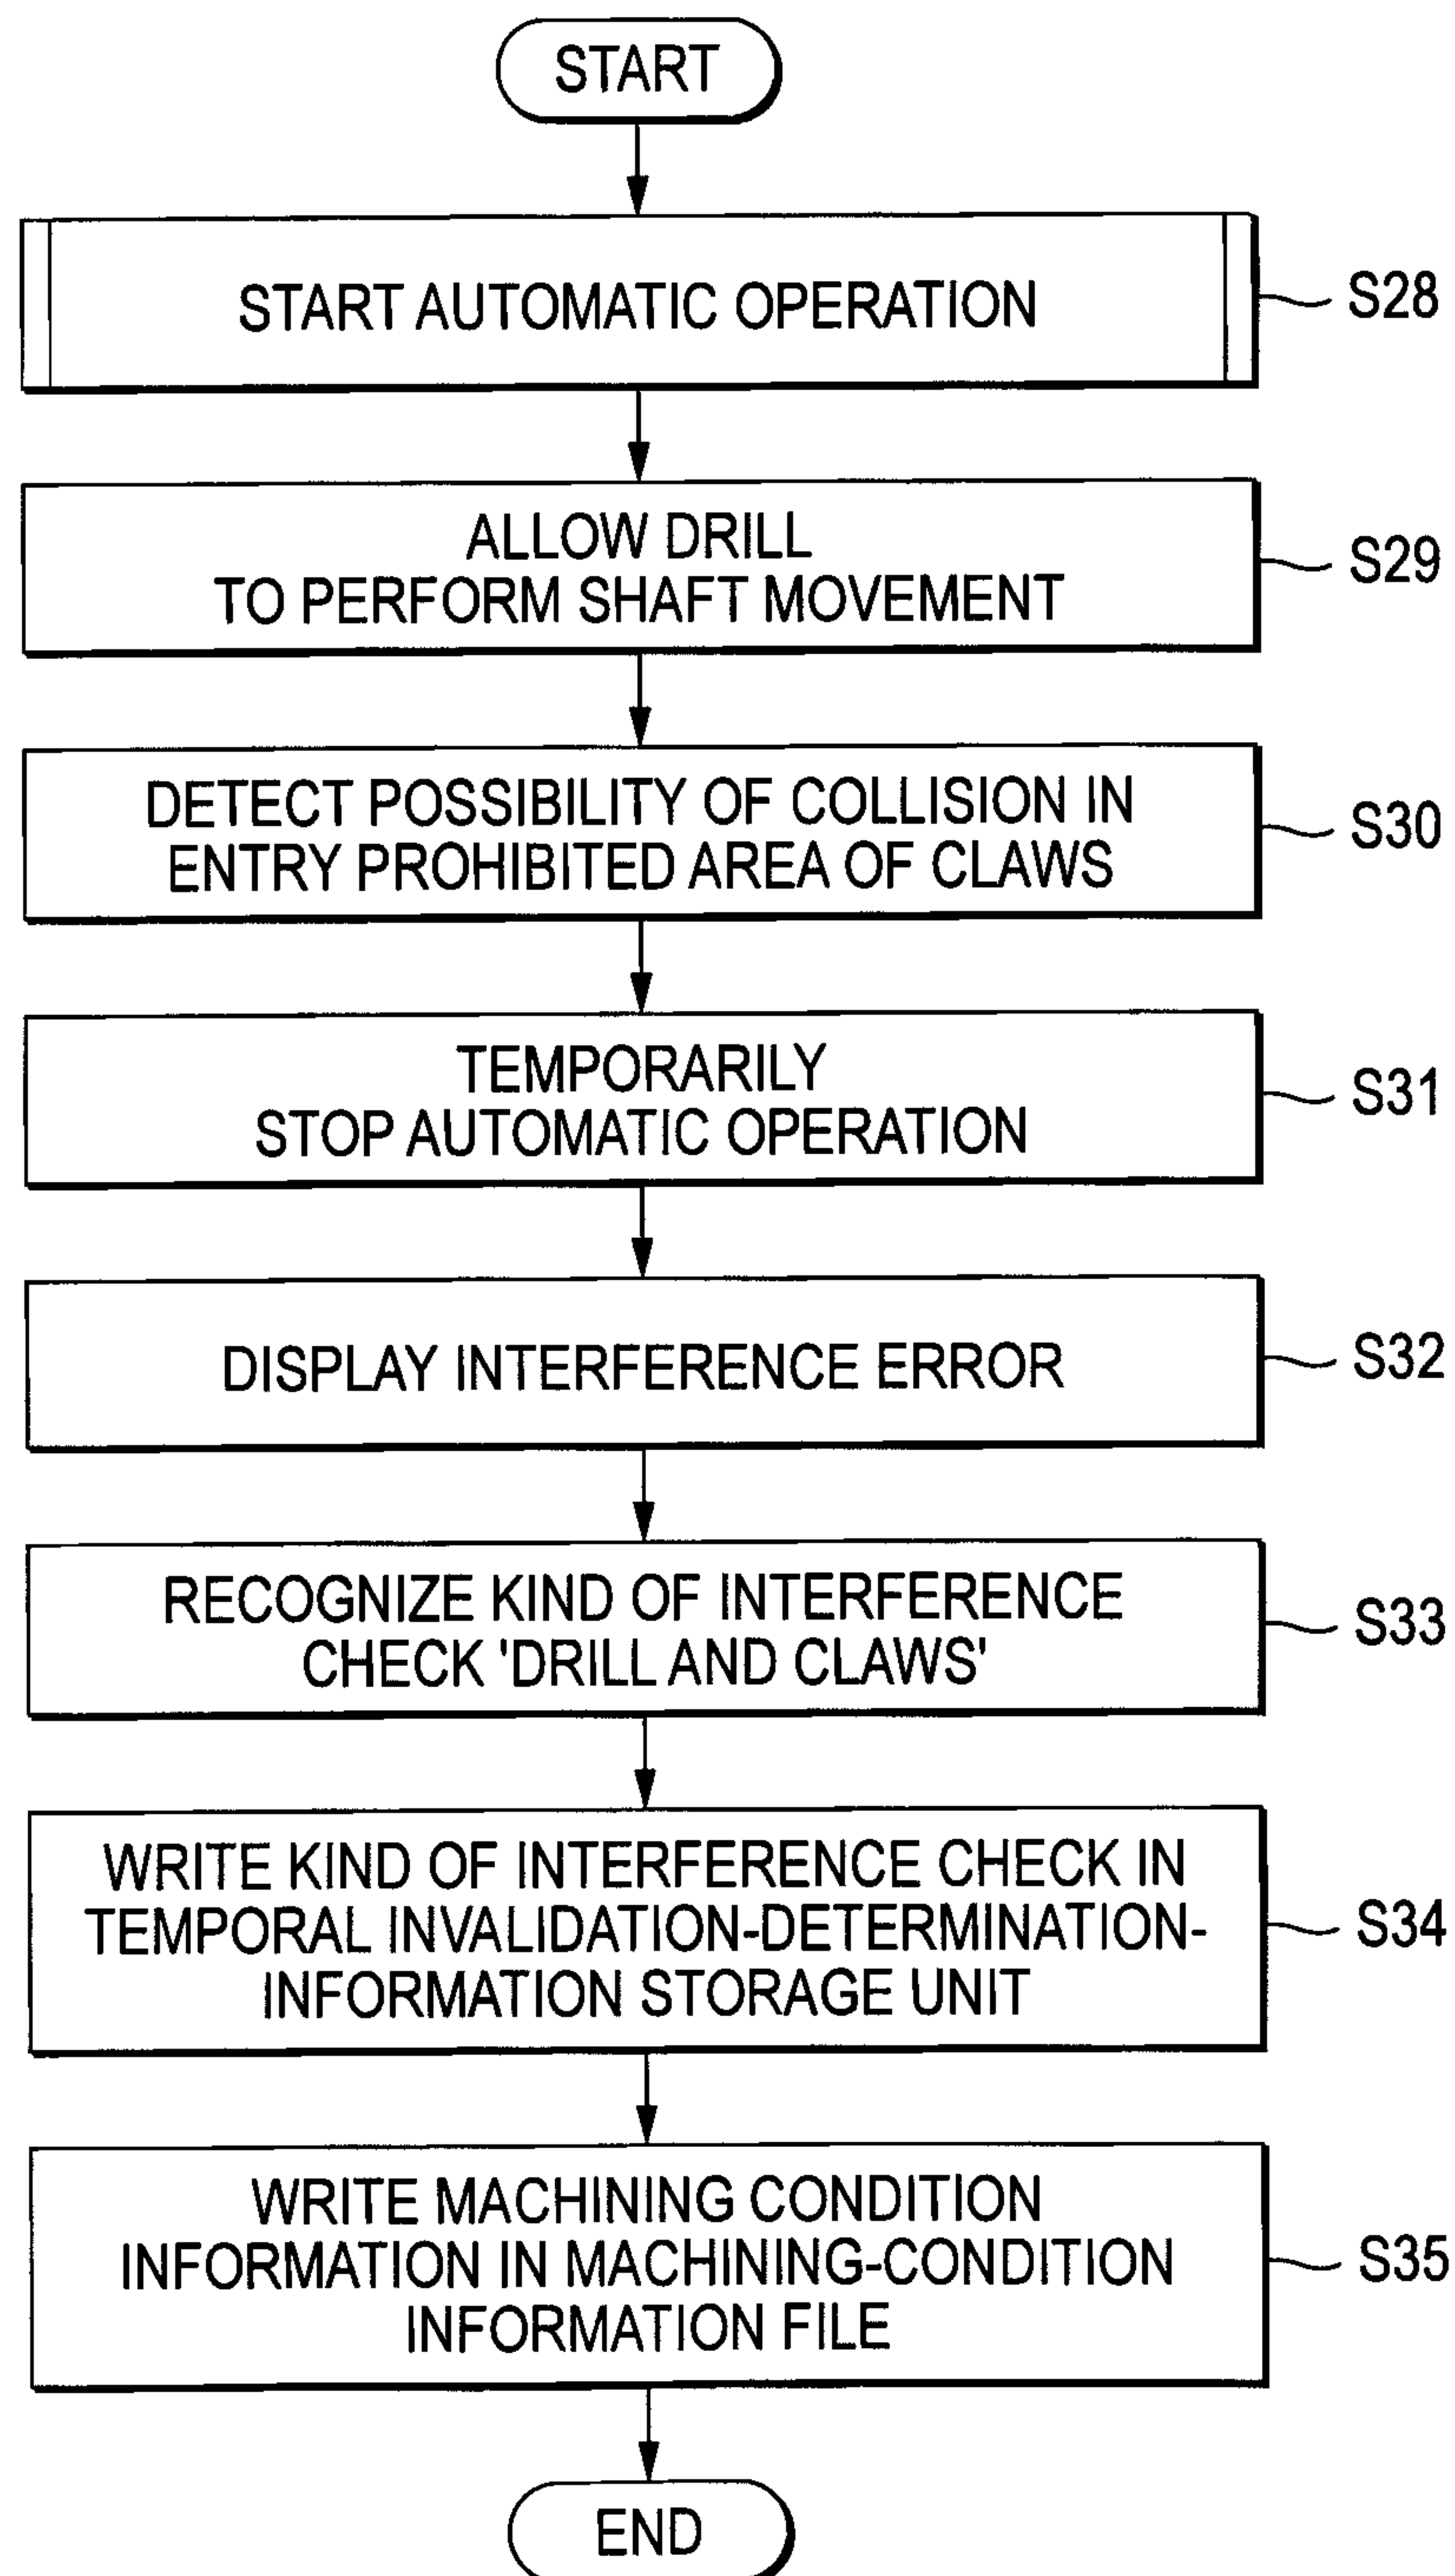 START
START AUTOMATIC OPERATION
S28
ALLOW DRILL
TO PERFORM SHAFT MOVEMENT
S29
DETECT POSSIBILITY OF COLLISION IN
ENTRY PROHIBITED AREA OF CLAWS
S30
TEMPORARILY
STOP AUTOMATIC OPERATION
S31
DISPLAY INTERFERENCE ERROR
S32
RECOGNIZE KIND OF INTERFERENCE
CHECK 'DRILL AND CLAWS'
S33
WRITE KIND OF INTERFERENCE CHECK IN
TEMPORAL INVALIDATION-DETERMINATION-
INFORMATION STORAGE UNIT
S34
WRITE MACHINING CONDITION
INFORMATION IN MACHINING-CONDITION
INFORMATION FILE
S35
END